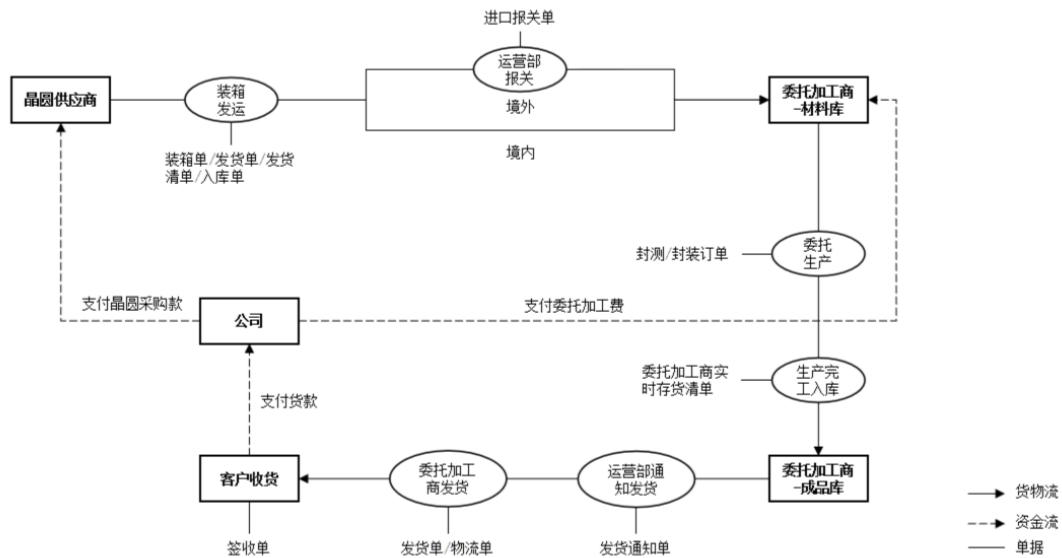 进口报关单
运营部
报关
晶圆供应商
装箱
发运
境外
委托加工商
-材料库
境内
装箱单/发货单/发货
清单/入库单
封测/封装订单
委托
生产
支付晶圆采购款
支付委托加工费
公司
委托加工商实
时存货清单
生产完
工入库
支付货款
客户收货
委托加工
商发货
运营部通
知发货
委托加工商
-成品库
签收单
发货单/物流单
发货通知单
货物流
资金流
单据